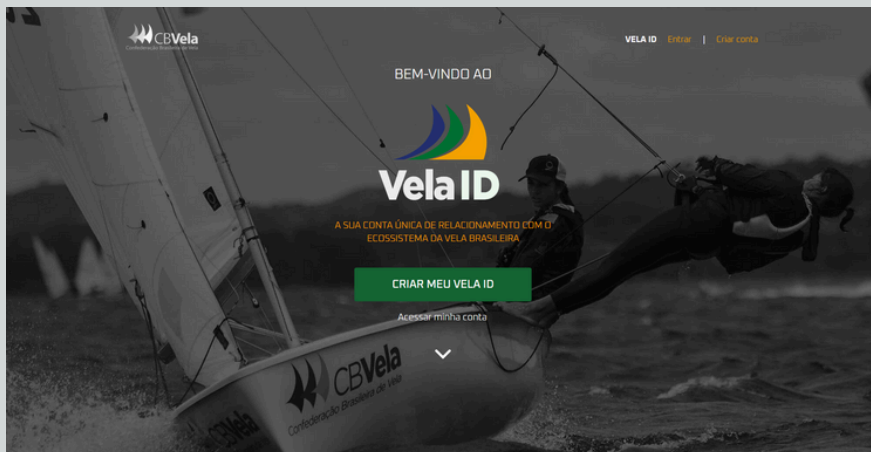 CBVela
Confederação Brasileira de Vela
VELA ID Entrar | Criar conta
BEM-VINDO AO
Vela ID
A SUA CONTA ÚNICA DE RELACIONAMENTO COM O
ECOSSISTEMA DA VELA BRASILEIRA
CRIAR MEU VELA ID
Acessar minha conta
CBVela
Confederação Brasileira de Vela
CBVela